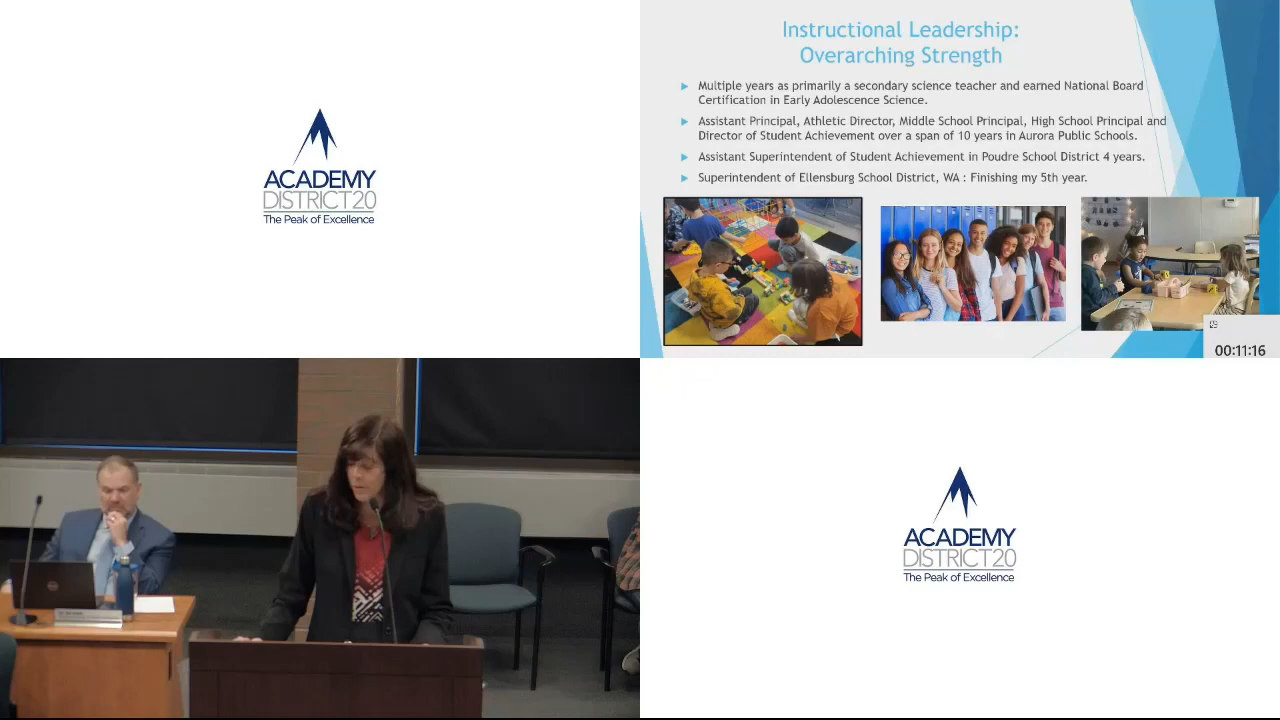 ACADEMY
DISTRICT 20
The Peak of Excellence
Instructional Leadership:
Overarching Strength
Multiple years as primarily a secondary science teacher and earned National Board
Certification in Early Adolescence Science.
Assistant Principal, Athletic Director, Middle School Principal, High School Principal and
Director of Student Achievement over a span of 10 years in Aurora Public Schools.
Assistant Superintendent of Student Achievement in Poudre School District 4 years.
Superintendent of Ellensburg School District, WA : Finishing my 5th year.
00:11:16
ACADEMY
DISTRICT 20
The Peak of Excellence